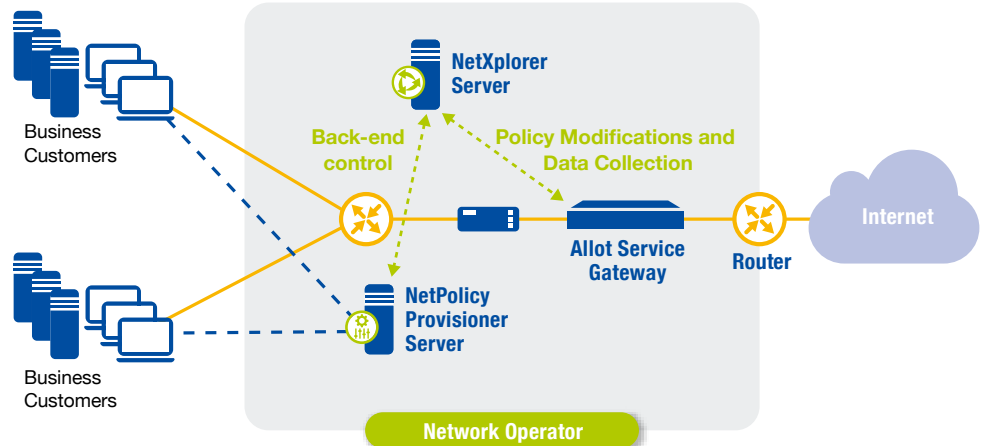 NetXplorer
Server
Business
Customers
Back-end
control
Policy Modifications and
Data Collection
Internet
Allot Service
Gateway
Router
NetPolicy
Provisioner
Server
Business
Customers
Network Operator